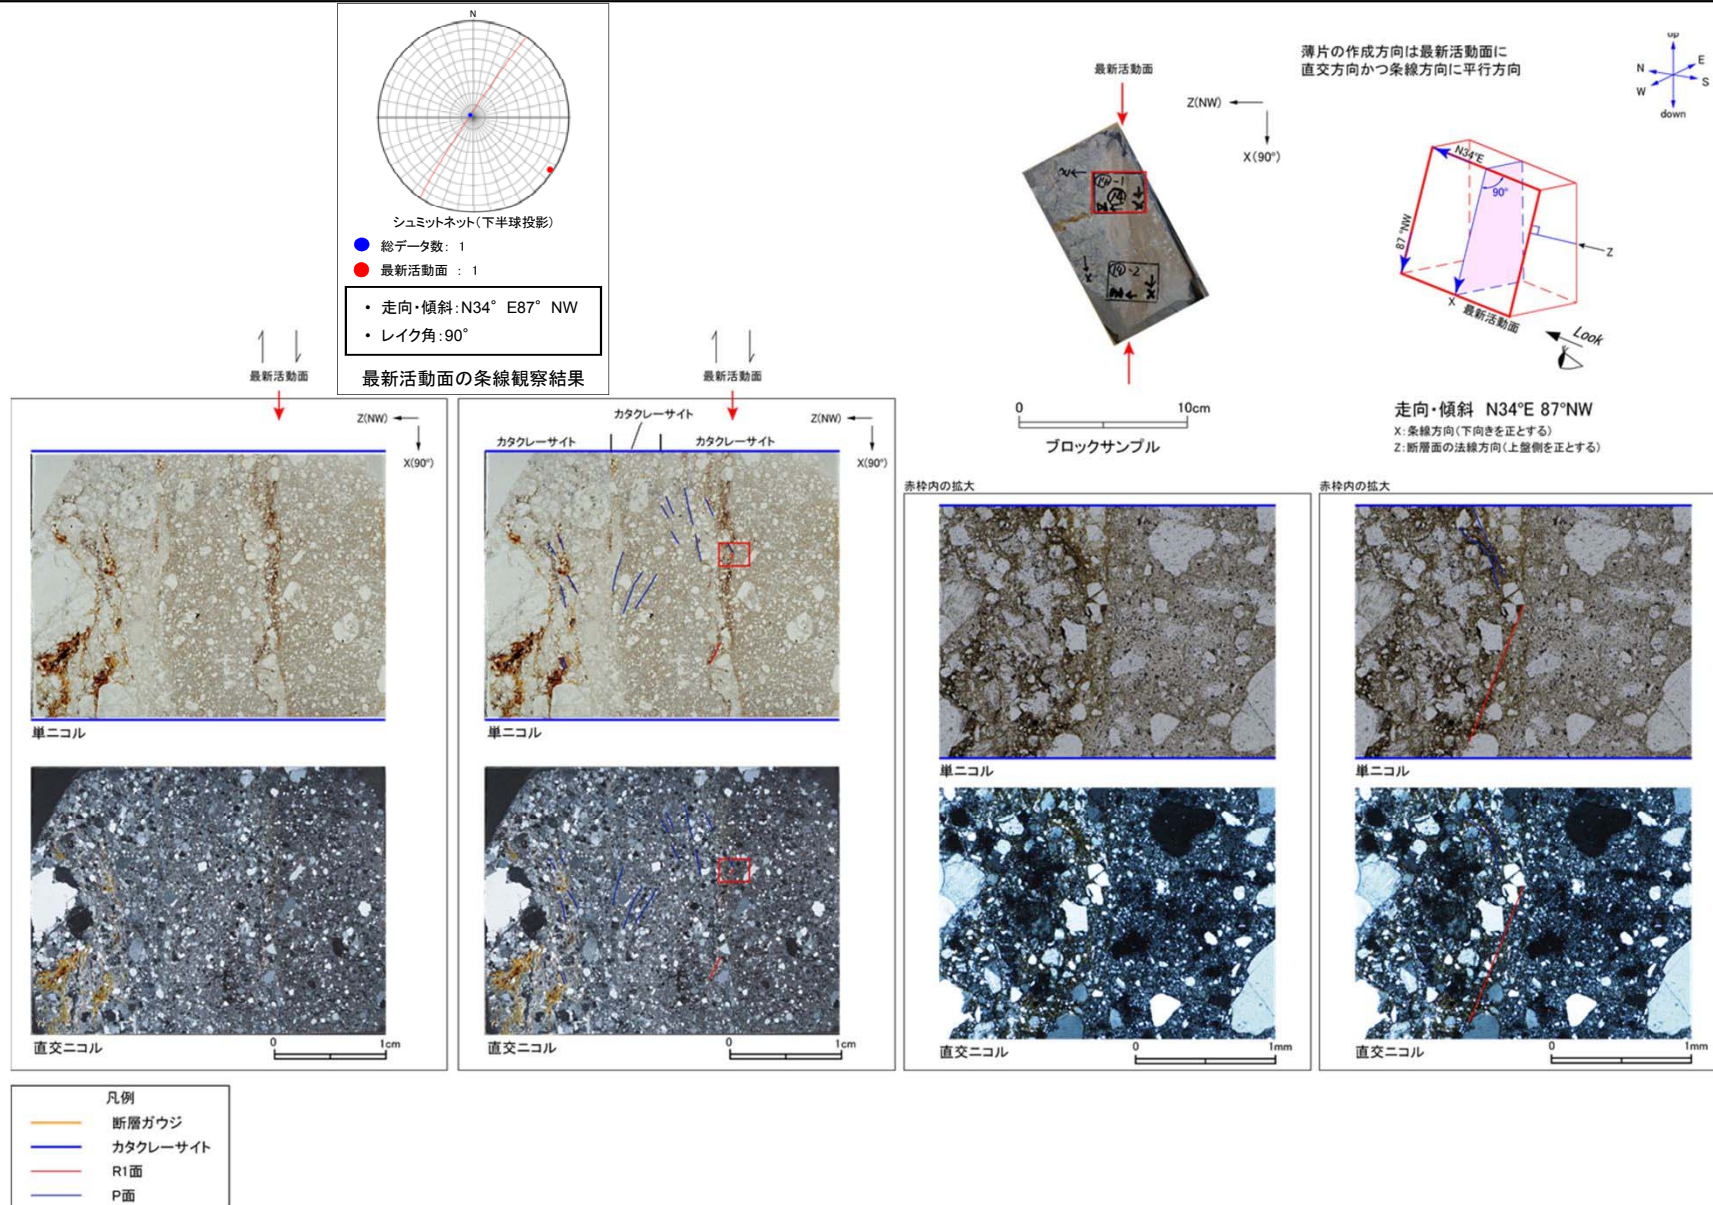 N
シュミットネット(下半球投影)
総データ数: 1
最新活動面 : 1
・ 走向・傾斜:N34° E87° NW
・ レイク角:90°
最新活動面の条線観察結果
最新活動面
Z(NW)
X(90°)
単ニコル
直交ニコル
0 1cm
最新活動面
カタクレーサイト
カタクレーサイト
カタクレーサイト
Z(NW)
X(90°)
単ニコル
直交ニコル
0 1cm
最新活動面
Z(NW)
X(90°)
0 10cm
ブロックサンプル
薄片の作成方向は最新活動面に
直交方向かつ条線方向に平行方向
up
N E
W S
down
N34°E
90°
87°NW
Z
X 最新活動面
Look
走向・傾斜 N34°E 87°NW
X:条線方向(下向きを正とする)
Z:断層面の法線方向(上盤側を正とする)
赤枠内の拡大
単ニコル
直交ニコル
0 1mm
赤枠内の拡大
単ニコル
直交ニコル
0 1mm
凡例
断層ガウジ
カタクレーサイト
R1面
P面